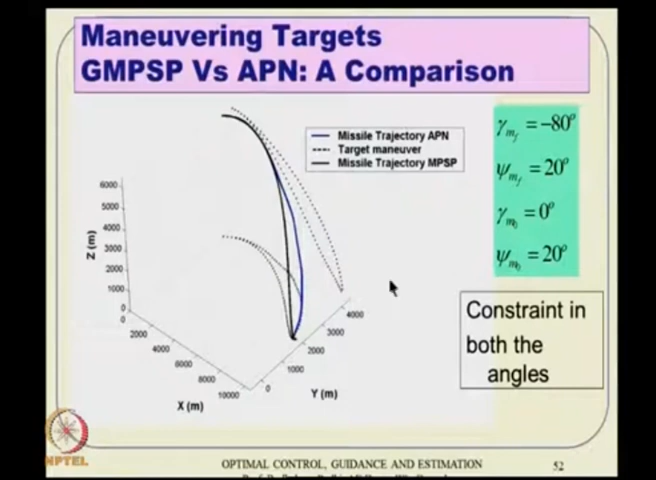 Maneuvering Targets
GMPSP Vs APN: A Comparison
Missile Trajectory APN
Target maneuver
Missile Trajectory MPSP
γ_{m_f} = -80°
ψ_{m_f} = 20°
γ_{m_0} = 0°
ψ_{m_0} = 20°
Constraint in
both the
angles
Z (m)
6000
5000
4000
3000
2000
1000
0
0
2000
4000
6000
8000
10000
X (m)
0
1000
2000
3000
4000
Y (m)
NPTEL
OPTIMAL CONTROL, GUIDANCE AND ESTIMATION
52